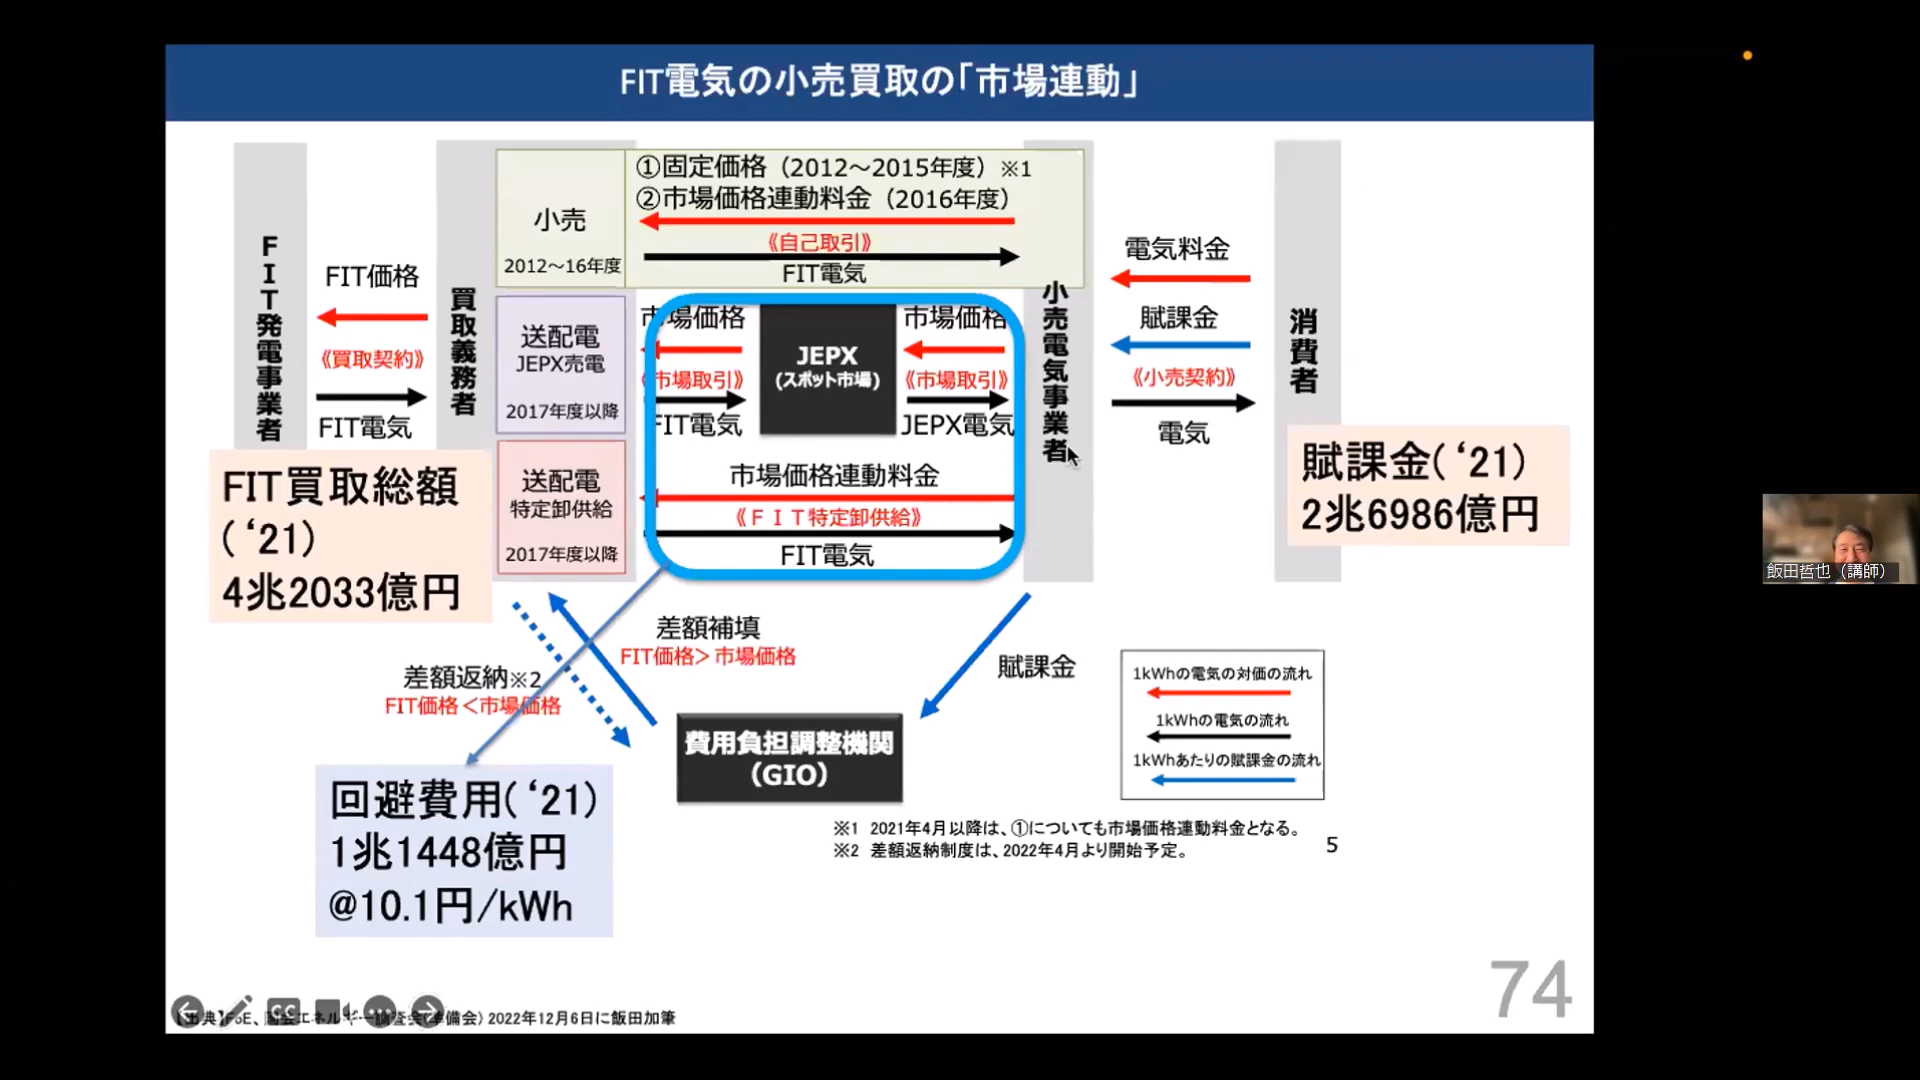 FIT電気の小売買取の「市場連動」
FIT発電事業者
FIT価格
《買取契約》
FIT電気
買取義務者
小売
2012～16年度
①固定価格（2012～2015年度）※1
②市場価格連動料金（2016年度）
《自己取引》
FIT電気
送配電
JEPX売電
2017年度以降
市場価格
市場取引》
FIT電気
JEPX
(スポット市場)
市場価格
《市場取引》
JEPX電気
送配電
特定卸供給
2017年度以降
市場価格連動料金
《ＦＩＴ特定卸供給》
FIT電気
小売電気事業者
電気料金
賦課金
《小売契約》
電気
消費者
FIT買取総額
(‘21)
4兆2033億円
賦課金(‘21)
2兆6986億円
差額補填
FIT価格＞市場価格
差額返納※2
FIT価格＜市場価格
賦課金
費用負担調整機関
（GIO）
回避費用(‘21)
1兆1448億円
@10.1円/kWh
1kWhの電気の対価の流れ
1kWhの電気の流れ
1kWhあたりの賦課金の流れ
※1 2021年4月以降は、①についても市場価格連動料金となる。
※2 差額返納制度は、2022年4月より開始予定。
5
74
CC
2022年12月6日に飯田加筆
飯田哲也（講師）